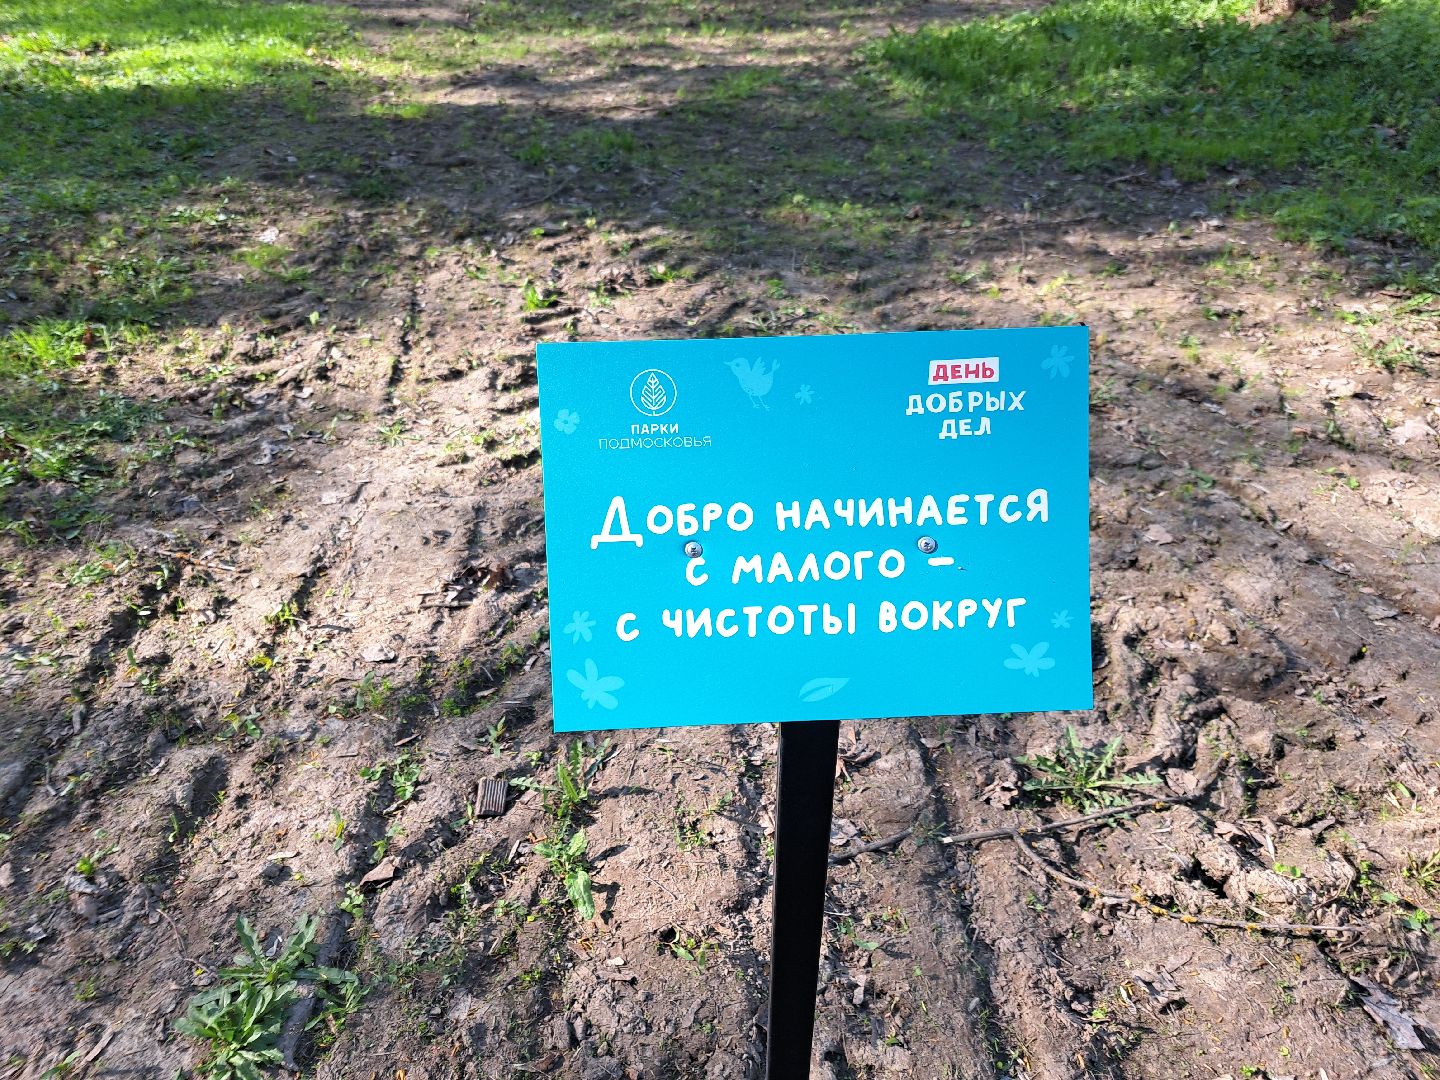 ПАРКИ
ПОДМОСКОВЬЯ
ДЕНЬ
ДОБРЫХ
ДЕЛ
Добро начинается
с малого –
с чистоты вокруг